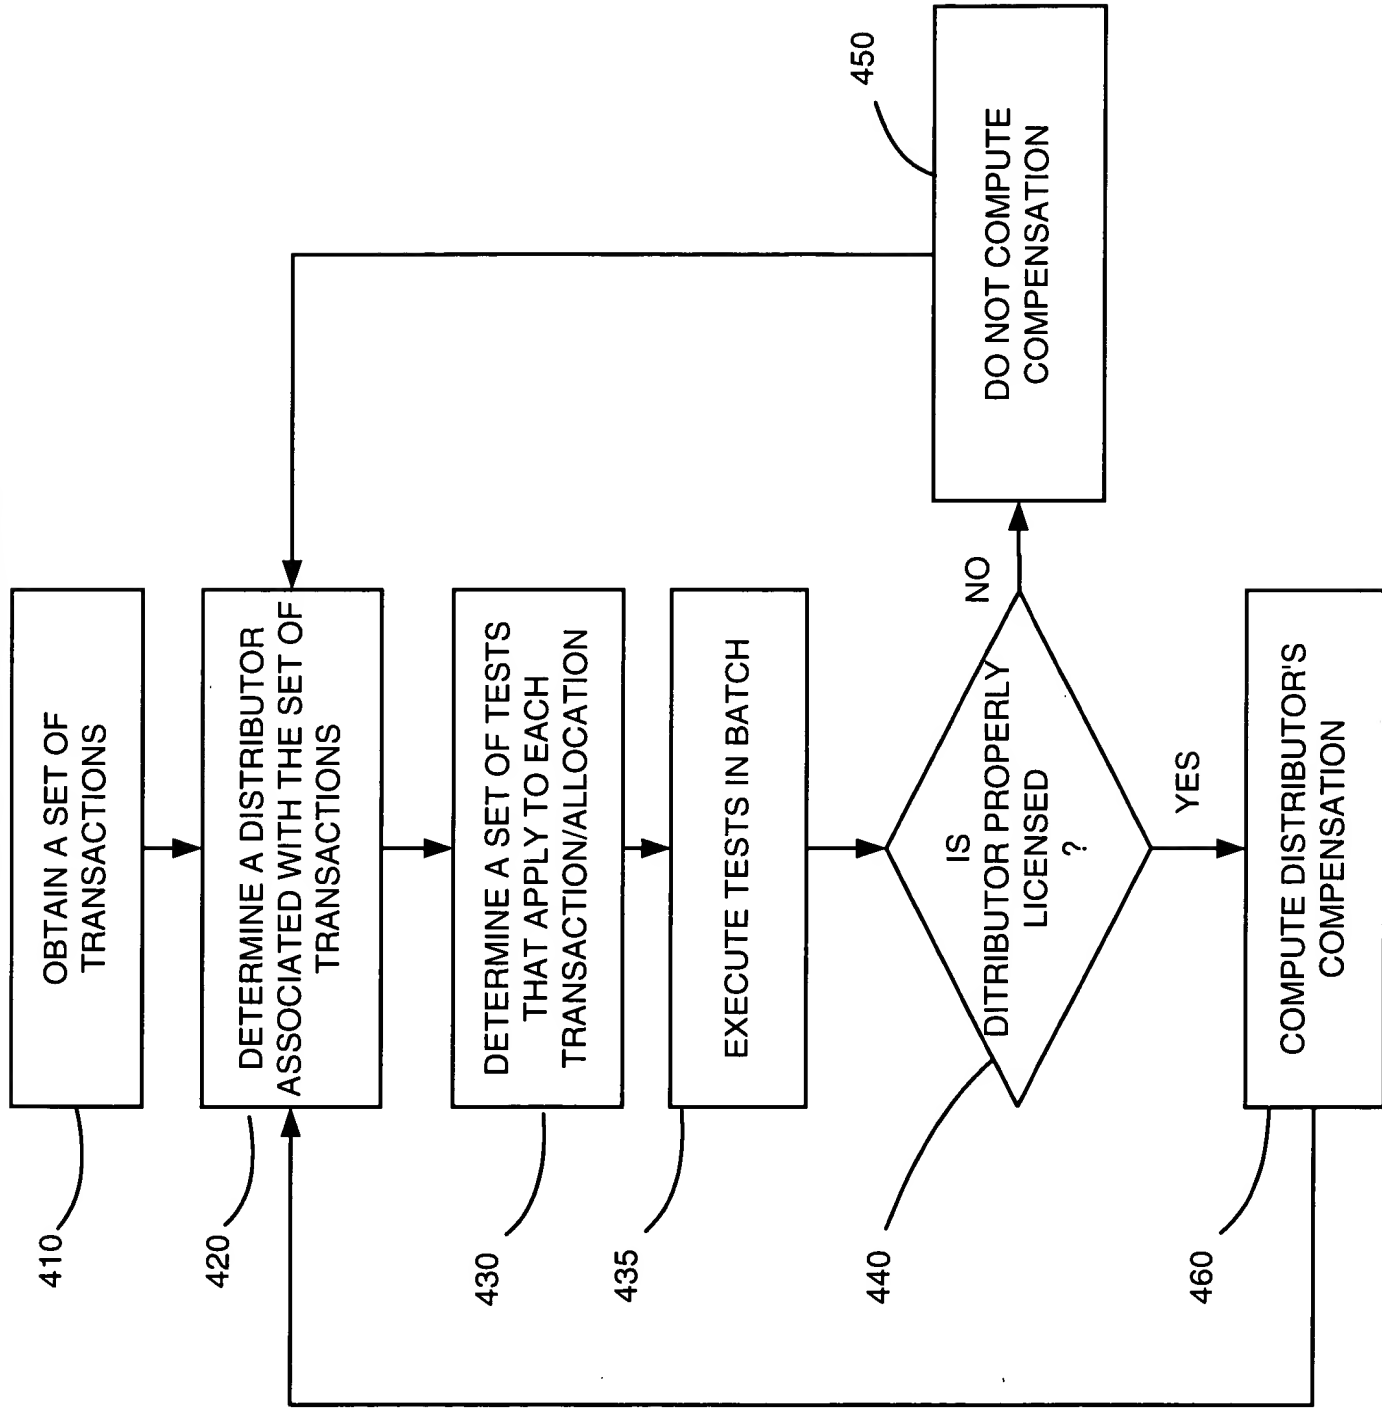 410
OBTAIN A SET OF
TRANSACTIONS
420
DETERMINE A DISTRIBUTOR
ASSOCIATED WITH THE SET OF
TRANSACTIONS
430
DETERMINE A SET OF TESTS
THAT APPLY TO EACH
TRANSACTION/ALLOCATION
435
EXECUTE TESTS IN BATCH
440
IS
DITRIBUTOR PROPERLY
LICENSED
?
NO
450
DO NOT COMPUTE
COMPENSATION
YES
460
COMPUTE DISTRIBUTOR'S
COMPENSATION